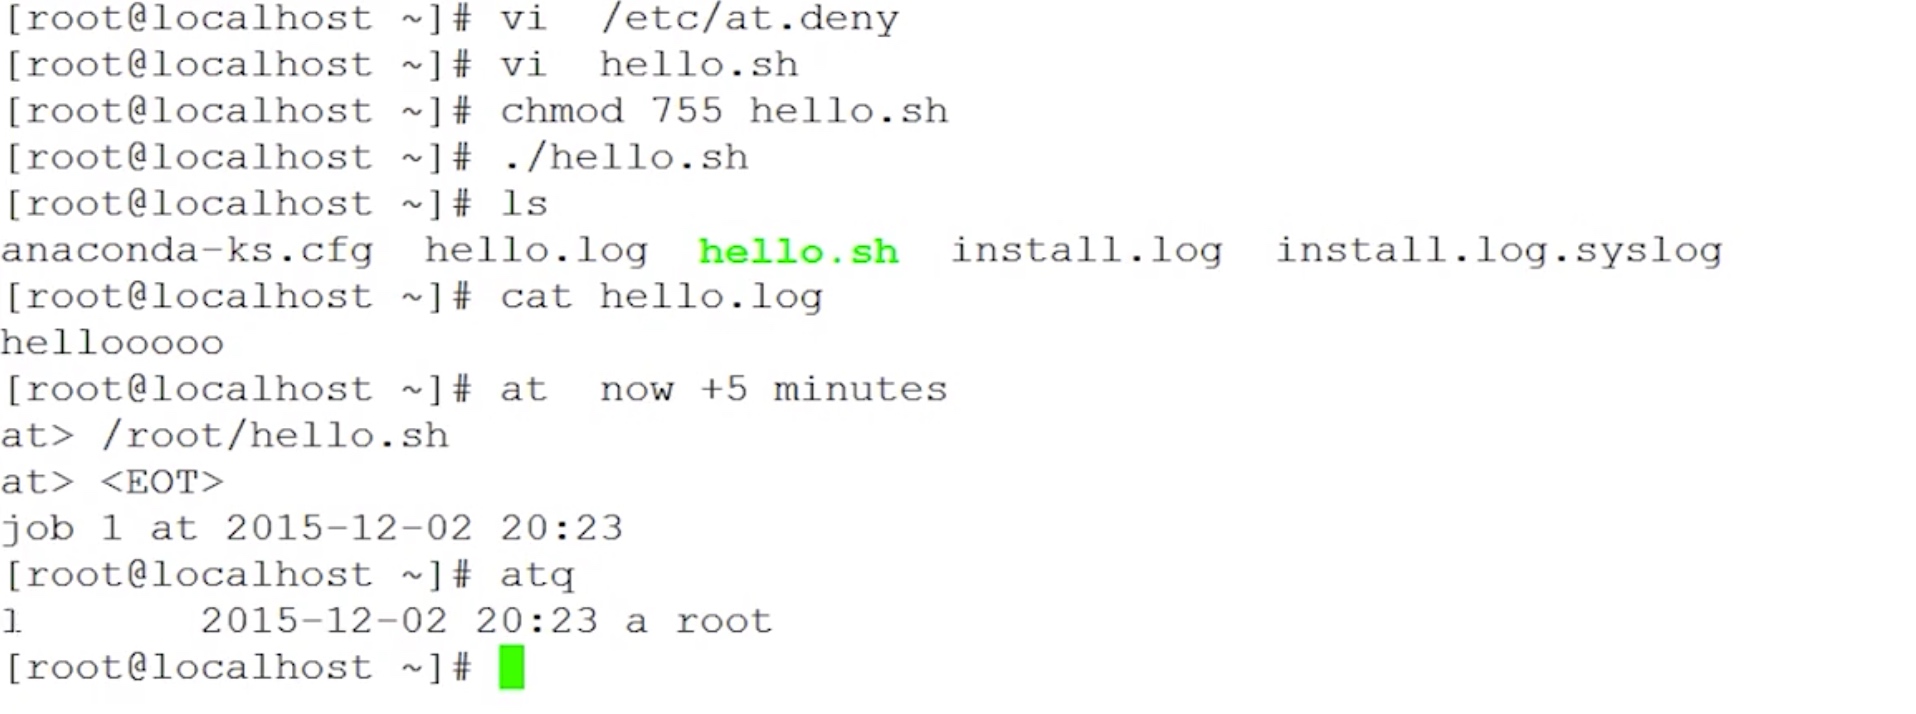 [root@localhost ~]# vi  /etc/at.deny
[root@localhost ~]# vi  hello.sh
[root@localhost ~]# chmod 755 hello.sh
[root@localhost ~]# ./hello.sh
[root@localhost ~]# ls
anaconda-ks.cfg  hello.log  hello.sh  install.log  install.log.syslog
[root@localhost ~]# cat hello.log
hellooooo
[root@localhost ~]# at  now +5 minutes
at> /root/hello.sh
at> <EOT>
job 1 at 2015-12-02 20:23
[root@localhost ~]# atq
1       2015-12-02 20:23 a root
[root@localhost ~]#